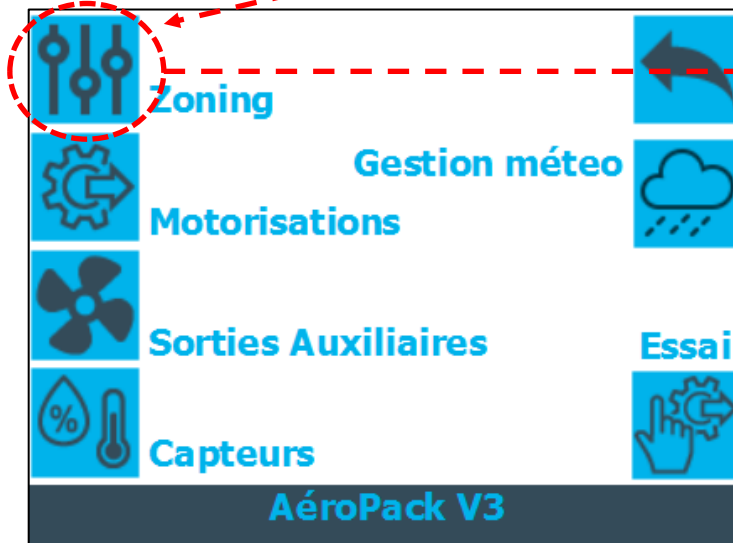 Zoning
Gestion méteo
Motorisations
Sorties Auxiliaires
Essai
%
Capteurs
AéroPack V3